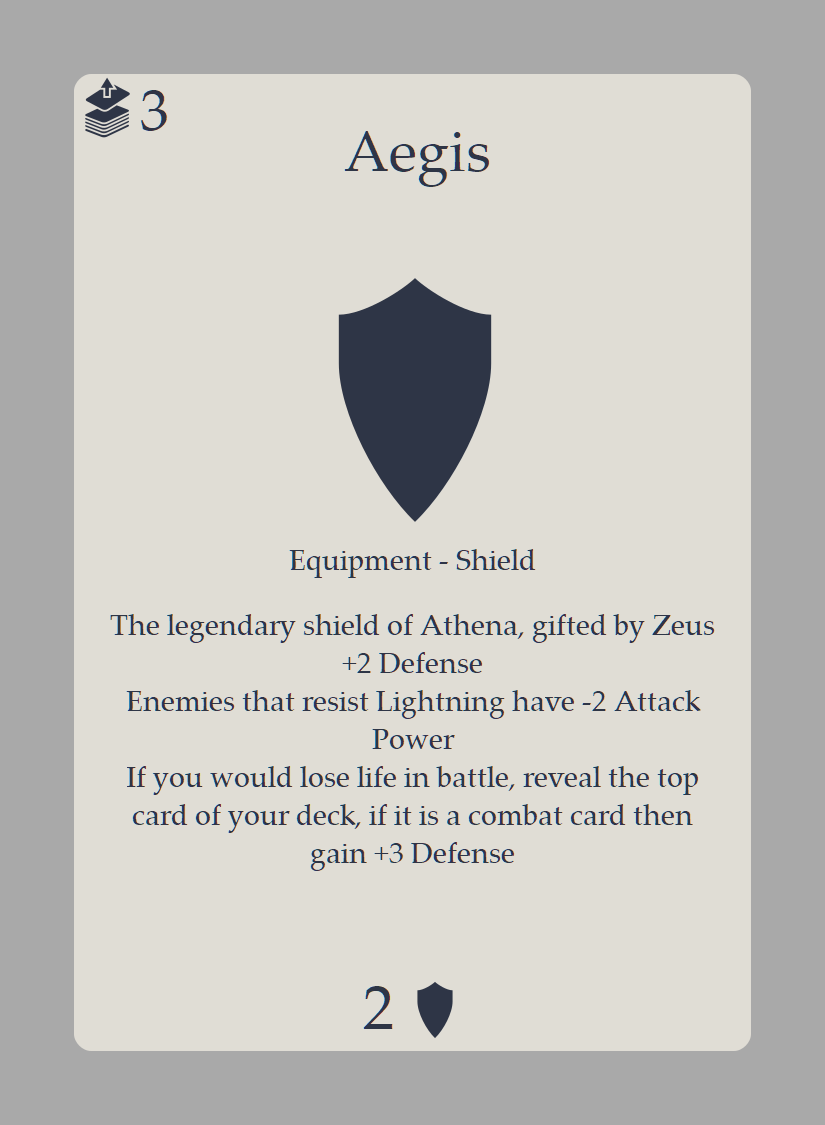 3
Aegis
Equipment - Shield
The legendary shield of Athena, gifted by Zeus
+2 Defense
Enemies that resist Lightning have -2 Attack
Power
If you would lose life in battle, reveal the top
card of your deck, if it is a combat card then
gain +3 Defense
2